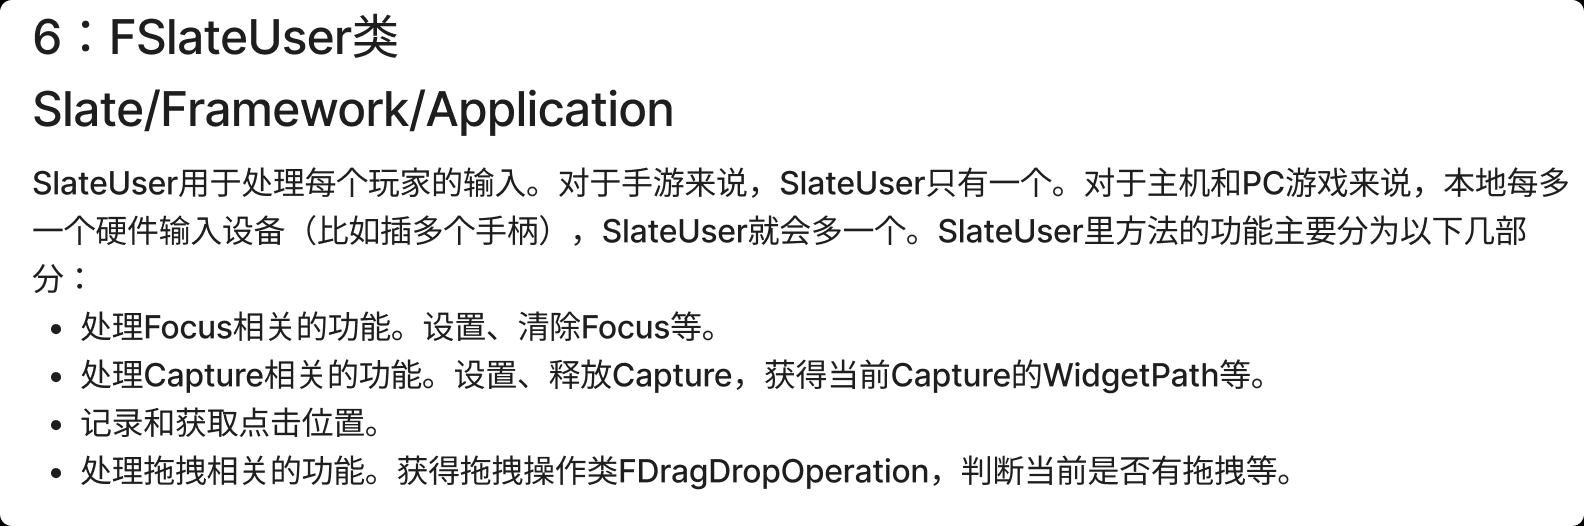 6：FSlateUser类
Slate/Framework/Application
SlateUser用于处理每个玩家的输入。对于手游来说，SlateUser只有一个。对于主机和PC游戏来说，本地每多
一个硬件输入设备（比如插多个手柄），SlateUser就会多一个。SlateUser里方法的功能主要分为以下几部
分：
• 处理Focus相关的功能。设置、清除Focus等。
• 处理Capture相关的功能。设置、释放Capture，获得当前Capture的WidgetPath等。
• 记录和获取点击位置。
• 处理拖拽相关的功能。获得拖拽操作类FDragDropOperation，判断当前是否有拖拽等。